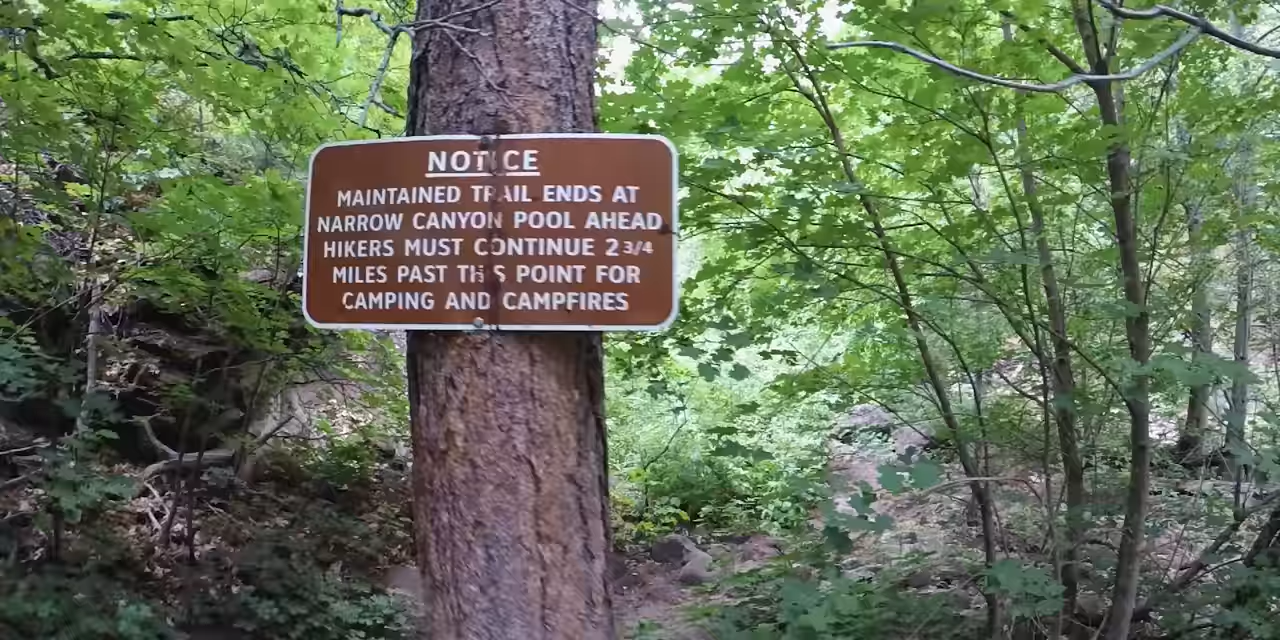 NOTICE
MAINTAINED TRAIL ENDS AT
NARROW CANYON POOL AHEAD
HIKERS MUST CONTINUE 2 3/4
MILES PAST THIS POINT FOR
CAMPING AND CAMPFIRES